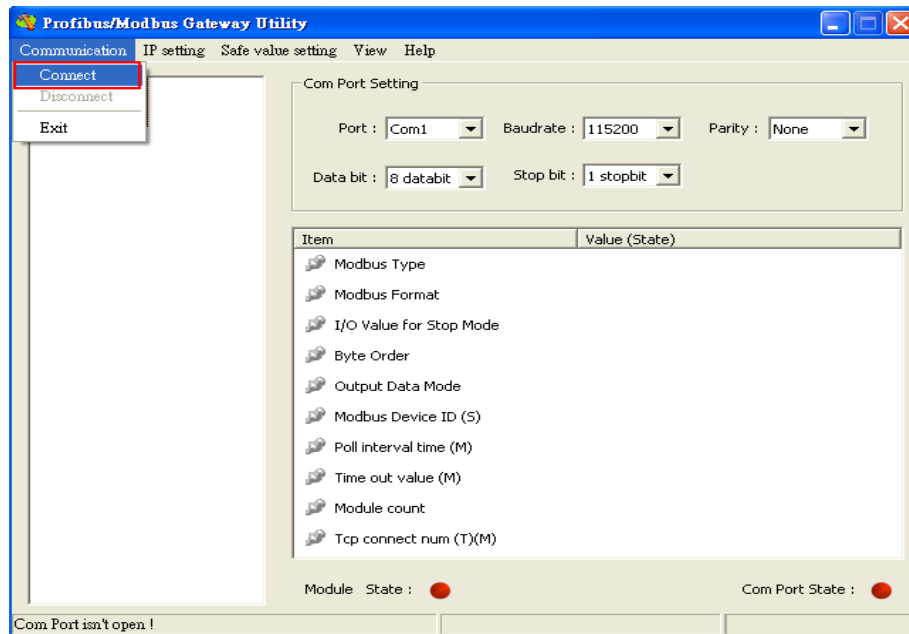 Profibus/Modbus Gateway Utility
Communication IP setting Safe value setting View Help
Connect
Disconnect
Exit
Com Port Setting
Port : Com1 Baudrate : 115200 Parity : None
Data bit : 8 databit Stop bit : 1 stopbit
Item Value (State)
Modbus Type
Modbus Format
I/O Value for Stop Mode
Byte Order
Output Data Mode
Modbus Device ID (S)
Poll interval time (M)
Time out value (M)
Module count
Tcp connect num (T)(M)
Module State : Com Port State :
Com Port isn't open !